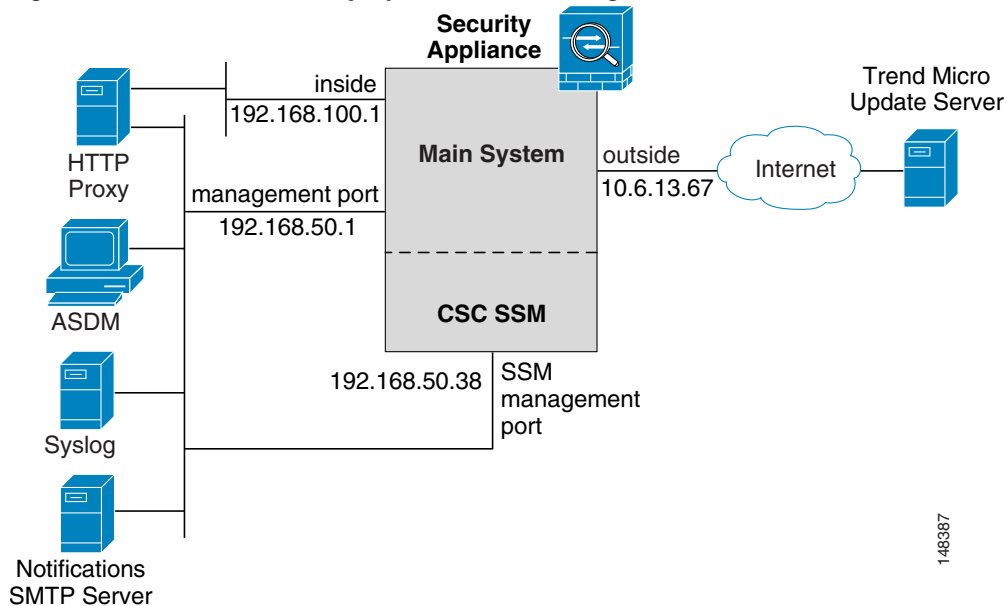 Security
Appliance
inside
192.168.100.1
Trend Micro
Update Server
HTTP
Proxy
Main System
outside
10.6.13.67
Internet
management port
192.168.50.1
ASDM
CSC SSM
192.168.50.38
SSM
management
port
Syslog
Notifications
SMTP Server
148387